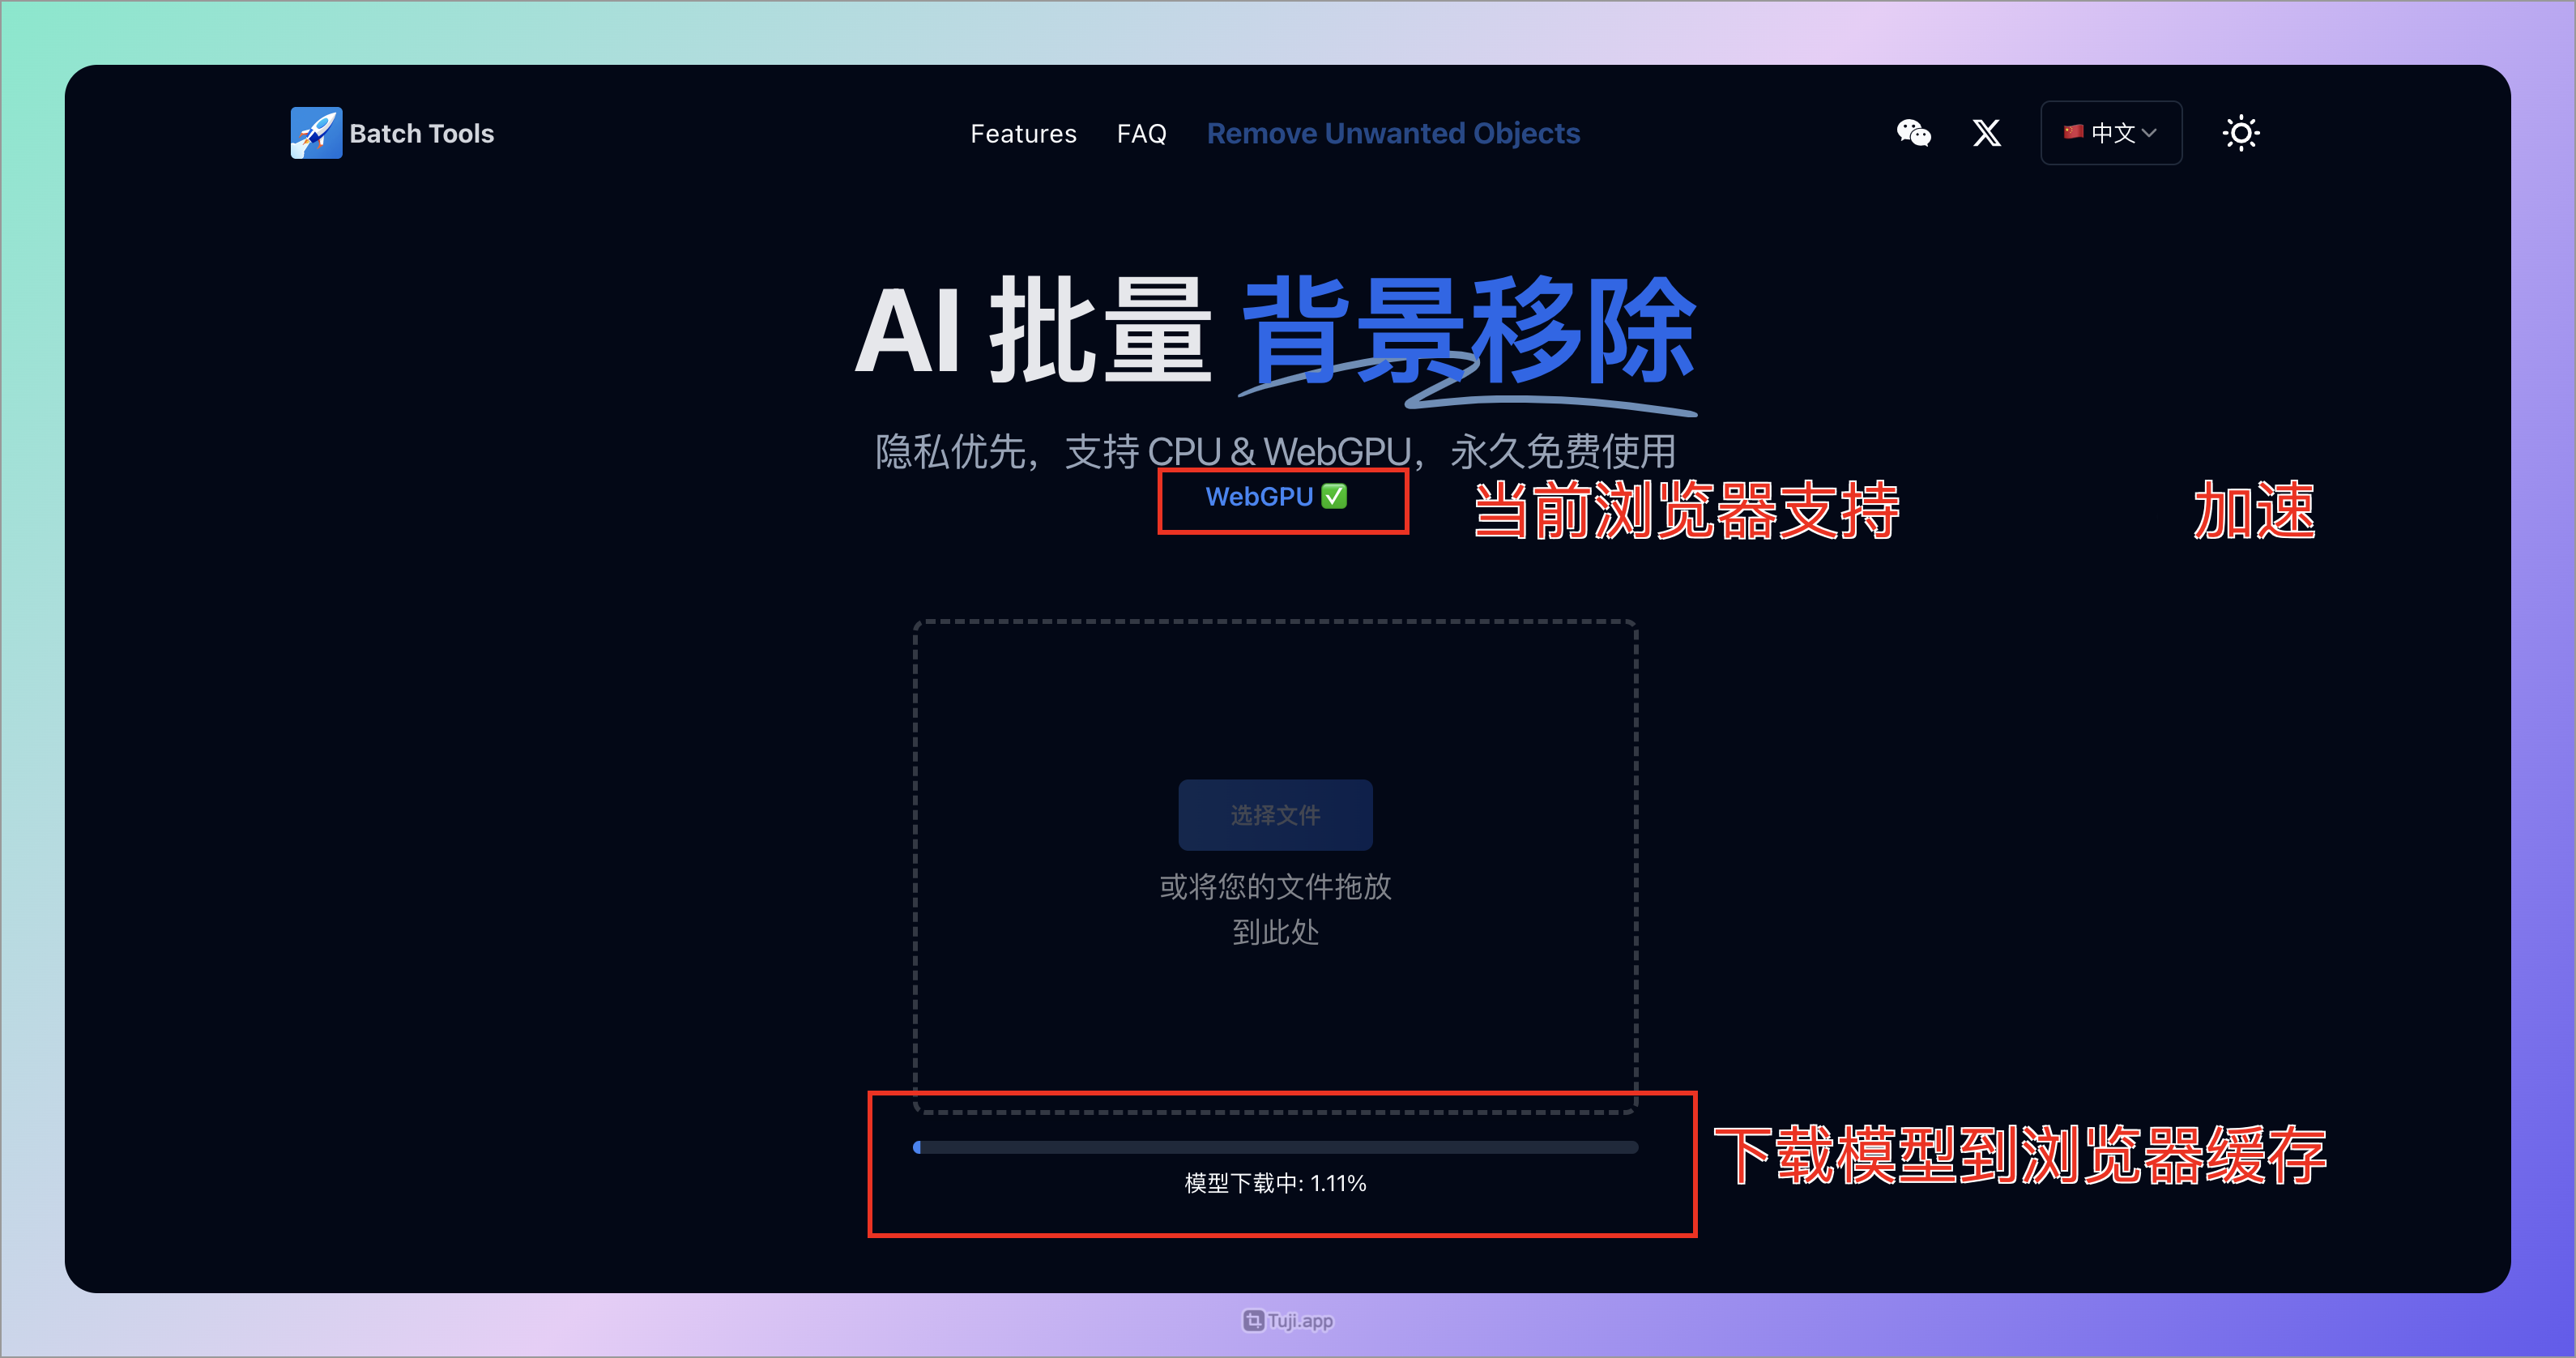 Batch Tools
Features
FAQ
Remove Unwanted Objects
中文
AI 批量 背景移除
隐私优先，支持 CPU & WebGPU，永久免费使用
WebGPU ✅
当前浏览器支持 加速
选择文件
或将您的文件拖放
到此处
模型下载中: 1.11%
下载模型到浏览器缓存
Tuji.app